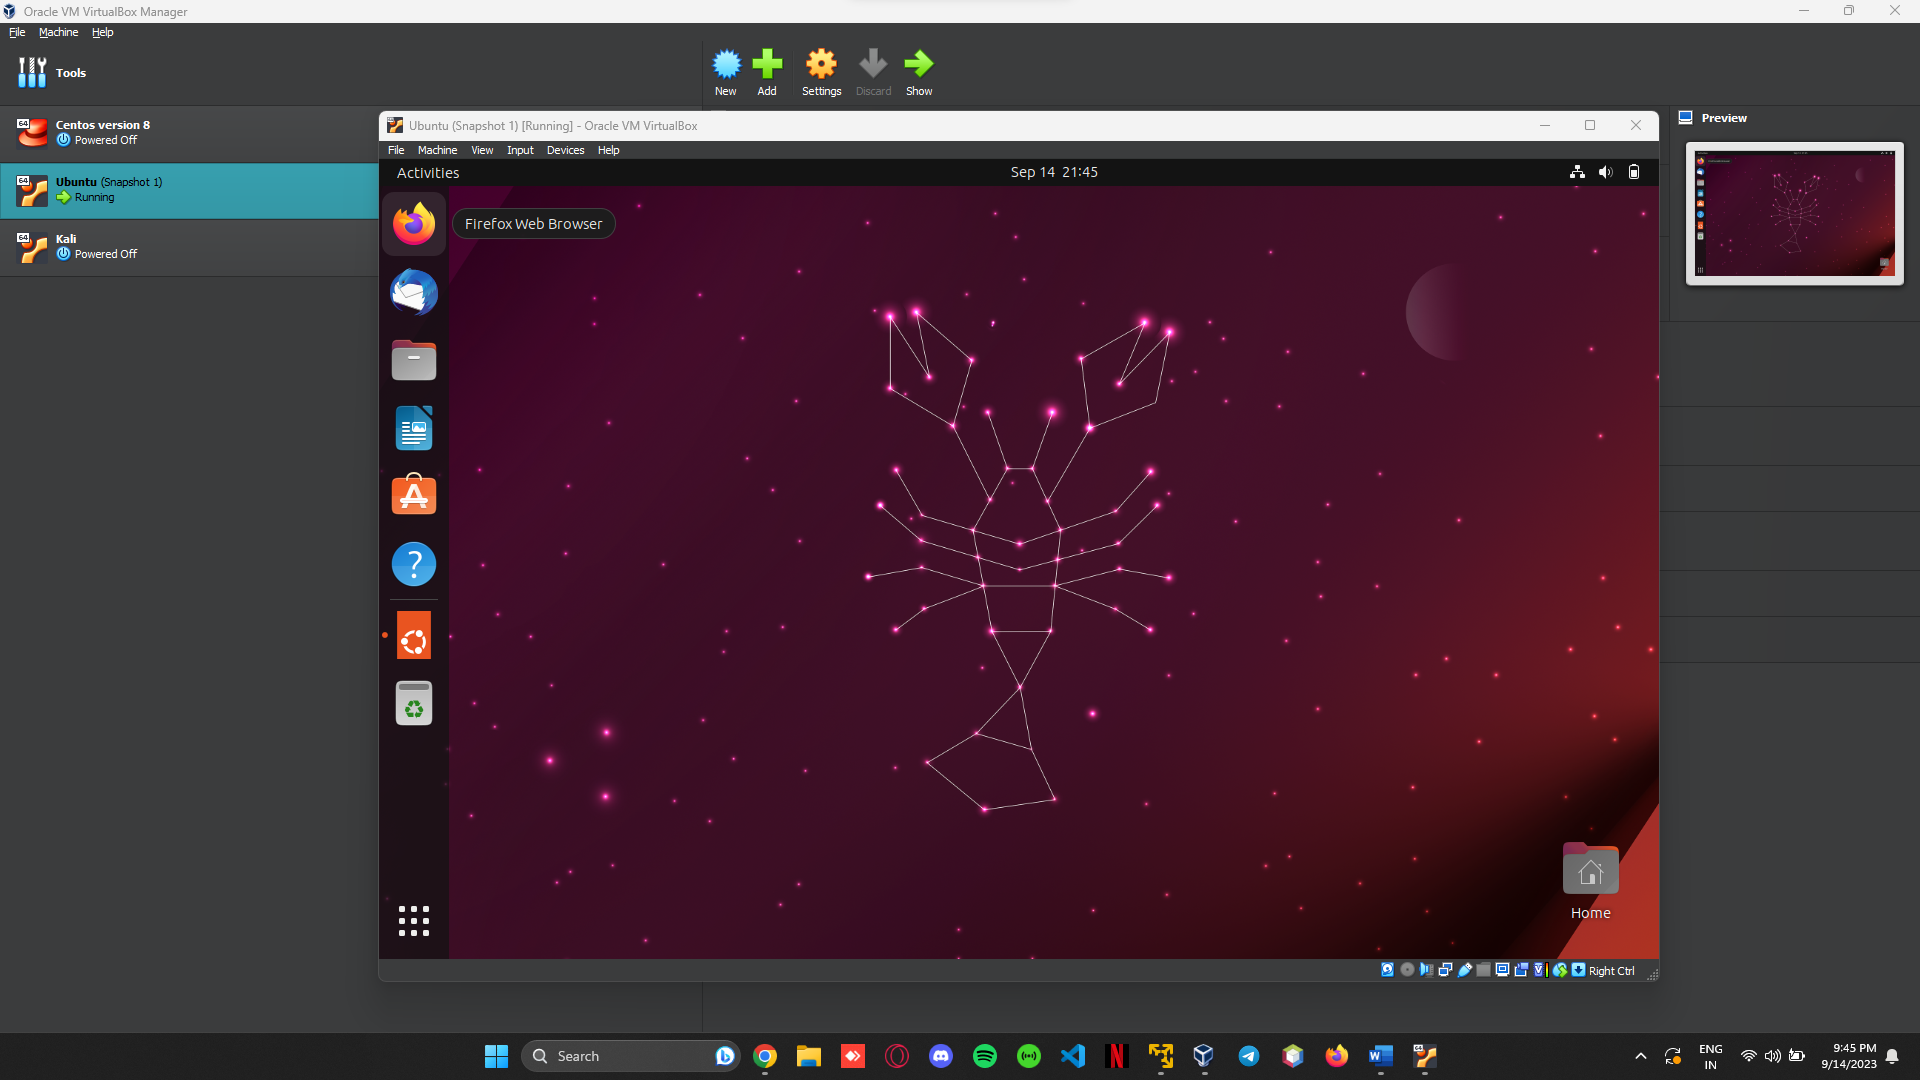 Oracle VM VirtualBox Manager
File Machine Help
Tools
New Add Settings Discard Show
64 Centos version 8
Powered Off
64 Ubuntu (Snapshot 1)
Running
64 Kali
Powered Off
Preview
Ubuntu (Snapshot 1) [Running] - Oracle VM VirtualBox
File Machine View Input Devices Help
Activities
Sep 14 21:45
Firefox Web Browser
Home
Right Ctrl
Search
ENG
IN
9:45 PM
9/14/2023